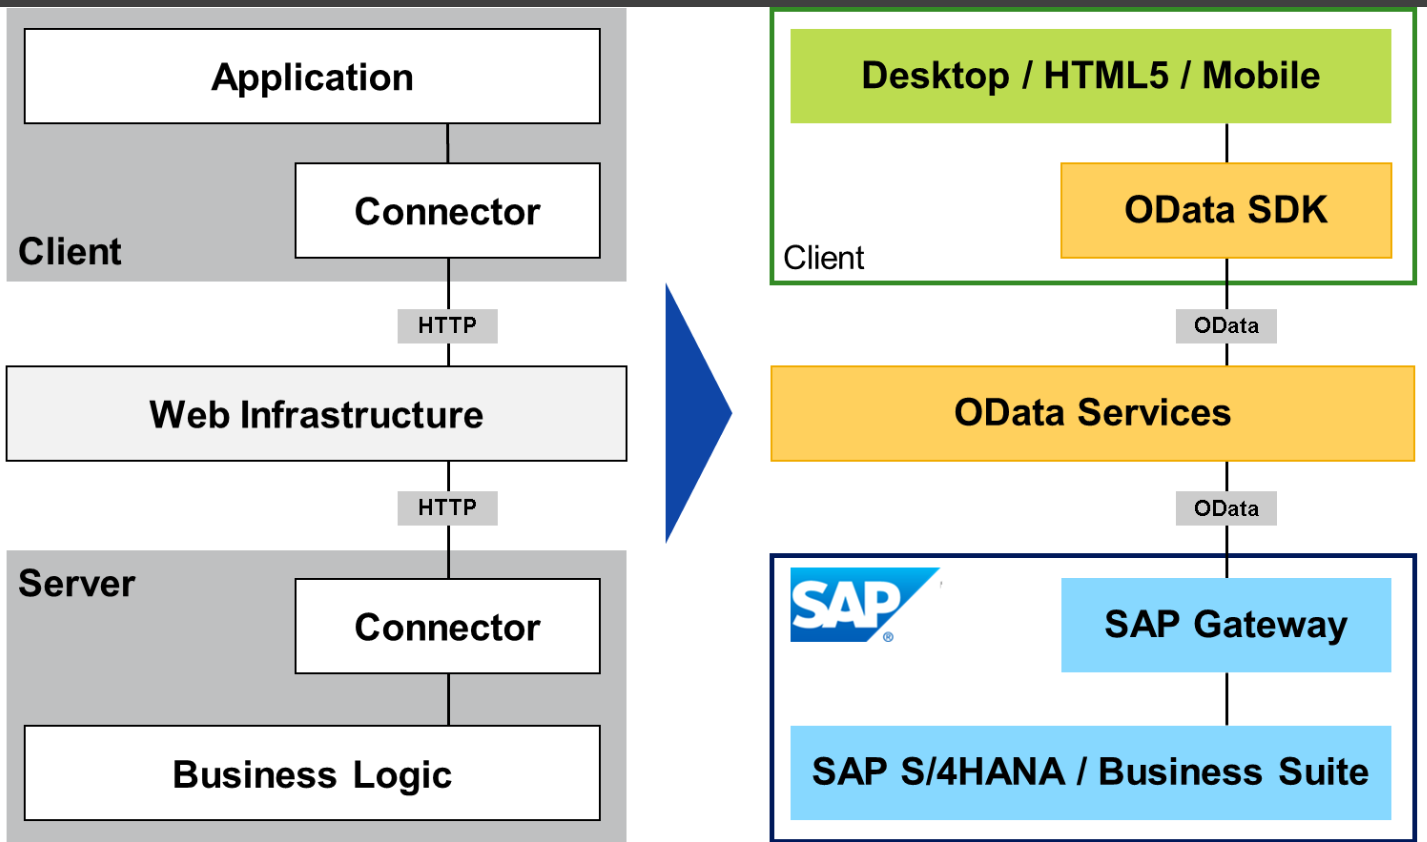 Application
Connector
Client
HTTP
Web Infrastructure
HTTP
Server
Connector
Business Logic
Desktop / HTML5 / Mobile
OData SDK
Client
OData
OData Services
OData
SAP ®
SAP Gateway
SAP S/4HANA / Business Suite